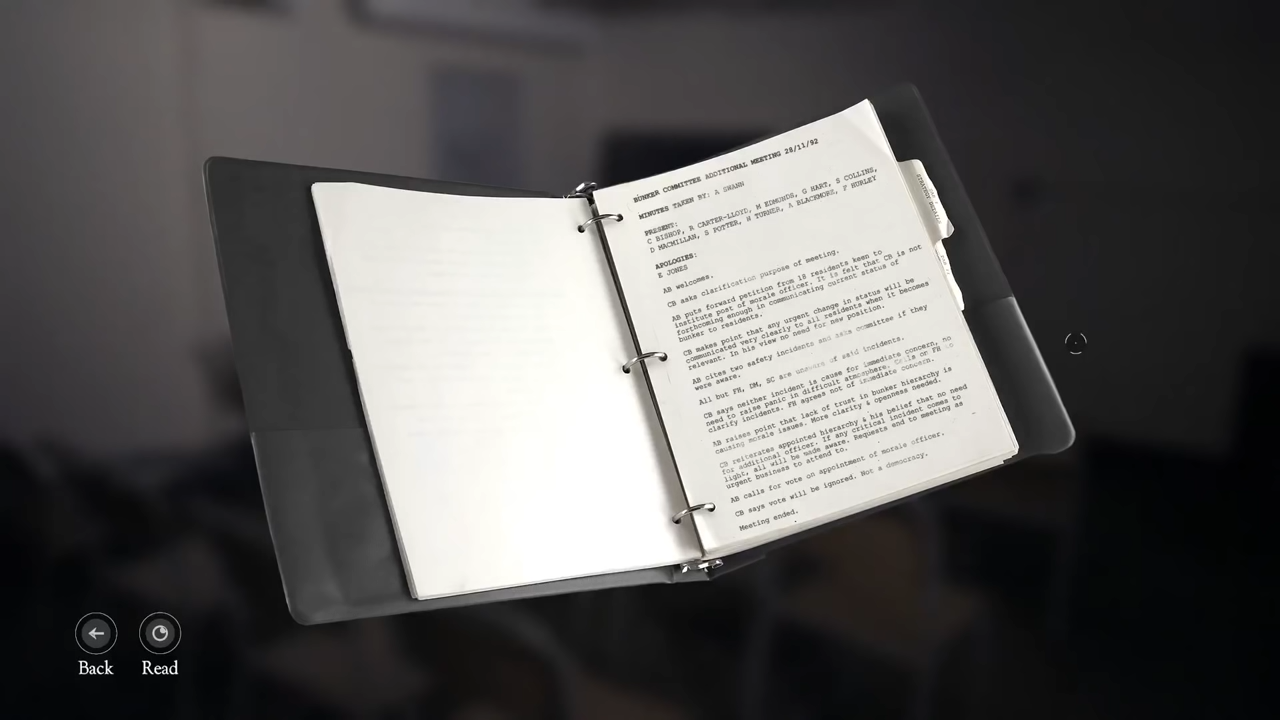 BUNKER COMMITTEE ADDITIONAL MEETING 28/11/92
MINUTES TAKEN BY: A SWANN
PRESENT:
C BISHOP, R CARTER-LLOYD, M EDMUNDS, G HART, S COLLINS,
D MACMILLAN, S POTTER, N TURNER, A BLACKMORE, F HURLEY
APOLOGIES:
E JONES
AB welcomes.
CB asks clarification purpose of meeting.
AB puts forward petition from 18 residents keen to
institute post of morale officer. It is felt that CB is not
forthcoming enough in communicating current status of
bunker to residents.
CB makes point that any urgent change in status will be
communicated very clearly to all residents when it becomes
relevant. In his view no need for new position.
AB cites two safety incidents and asks committee if they
were aware.
All but FH, DM, SC are unaware of said incidents.
CB says neither incident is cause for immediate concern, no
need to raise panic in difficult atmosphere. Calls for FH to
clarify incidents. FH agrees not of immediate concern.
AB raises point that lack of trust in bunker hierarchy is
causing morale issues. More clarity & openness needed.
CB reiterates appointed hierarchy & his belief that no need
for additional officer. If any critical incident comes to
light, all will be made aware. Requests end to meeting as
urgent business to attend to.
AB calls for vote on appointment of morale officer.
CB says vote will be ignored. Not a democracy.
Meeting ended.
Back
Read